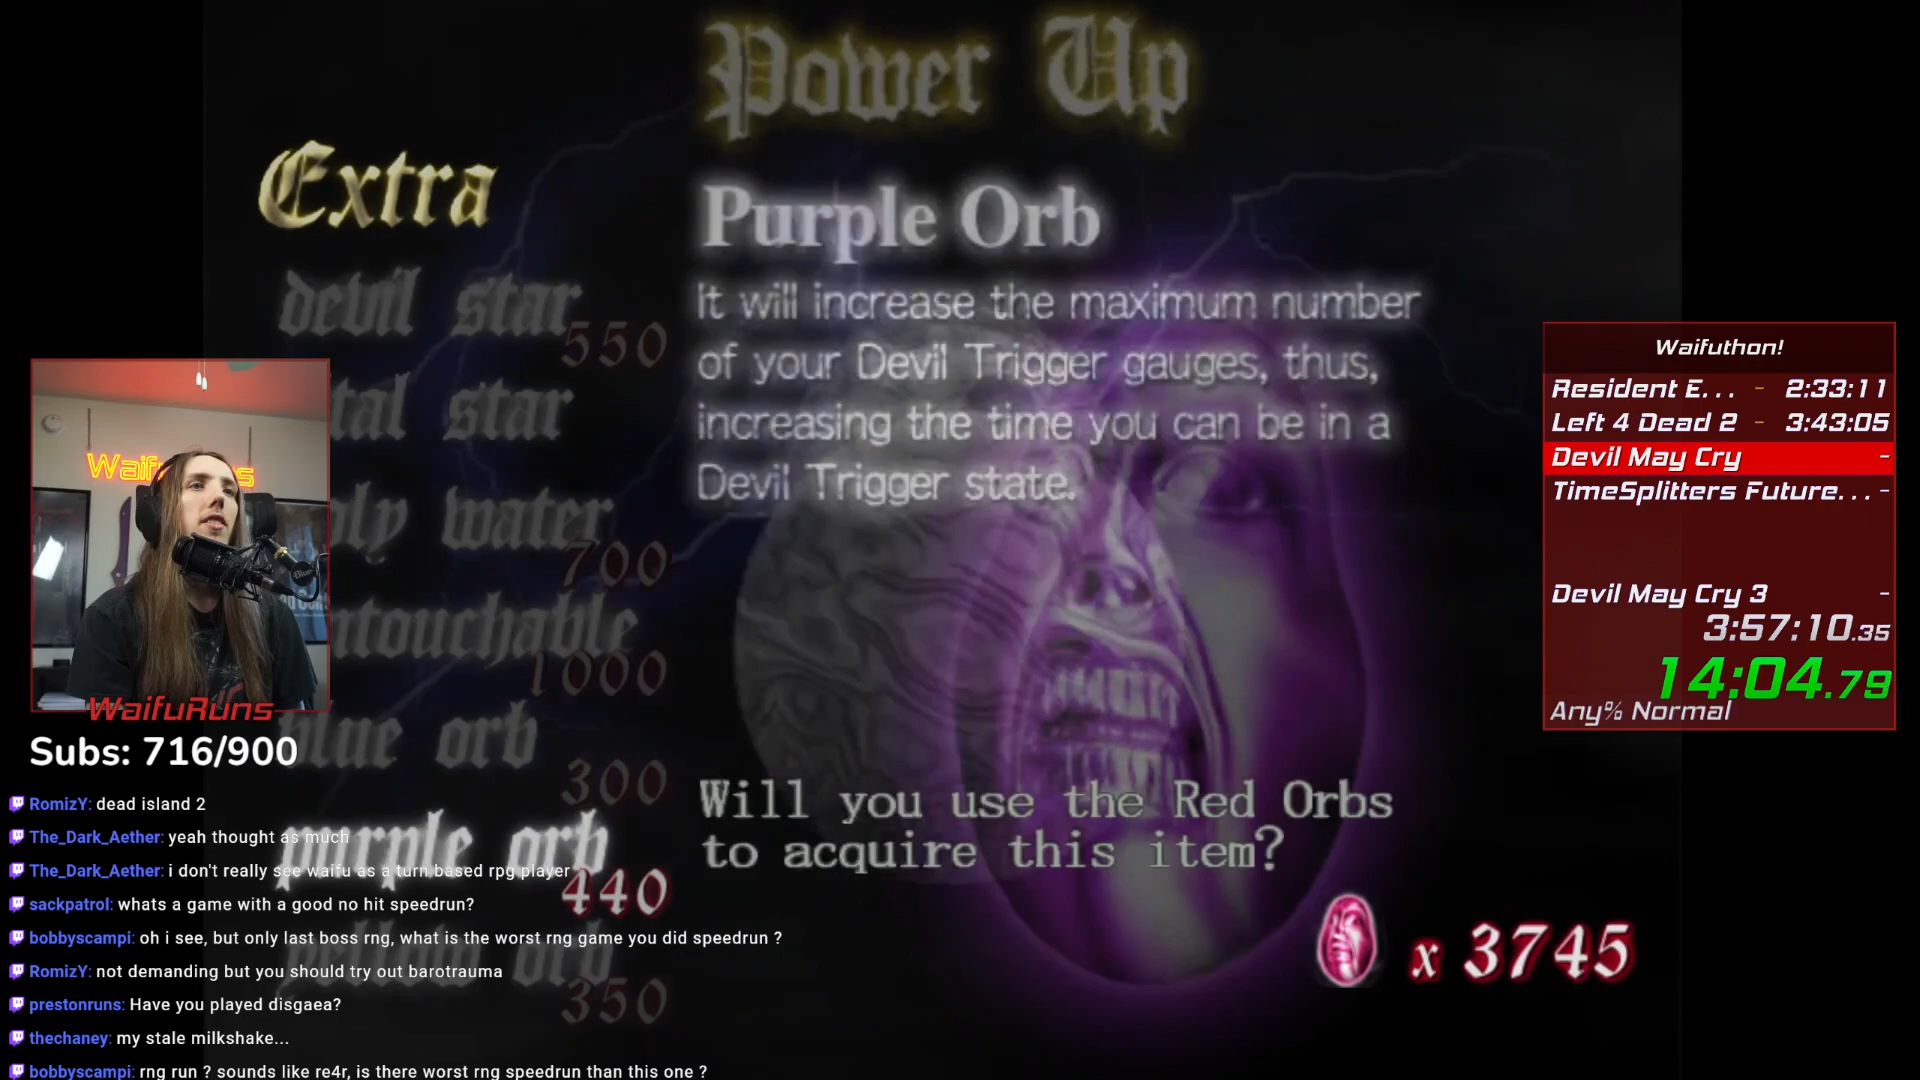 Power Up
Extra
Purple Orb
It will increase the maximum number
of your Devil Trigger gauges, thus,
increasing the time you can be in a
Devil Trigger state.
devil star
550
tal star
oly water
700
ntouchable
1000
blue orb
300
purple orb
440
yellow orb
350
Will you use the Red Orbs
to acquire this item?
x 3745
WaifuRuns
Subs: 716/900
RomizY: dead island 2
The_Dark_Aether: yeah thought as much
The_Dark_Aether: i don't really see waifu as a turn based rpg player
sackpatrol: whats a game with a good no hit speedrun?
bobbyscampi: oh i see, but only last boss rng, what is the worst rng game you did speedrun ?
RomizY: not demanding but you should try out barotrauma
prestonruns: Have you played disgaea?
thechaney: my stale milkshake...
bobbyscampi: rng run ? sounds like re4r, is there worst rng speedrun than this one ?
Waifuthon!
Resident E... - 2:33:11
Left 4 Dead 2 - 3:43:05
Devil May Cry -
TimeSplitters Future... -
Devil May Cry 3 -
3:57:10.35
14:04.79
Any% Normal